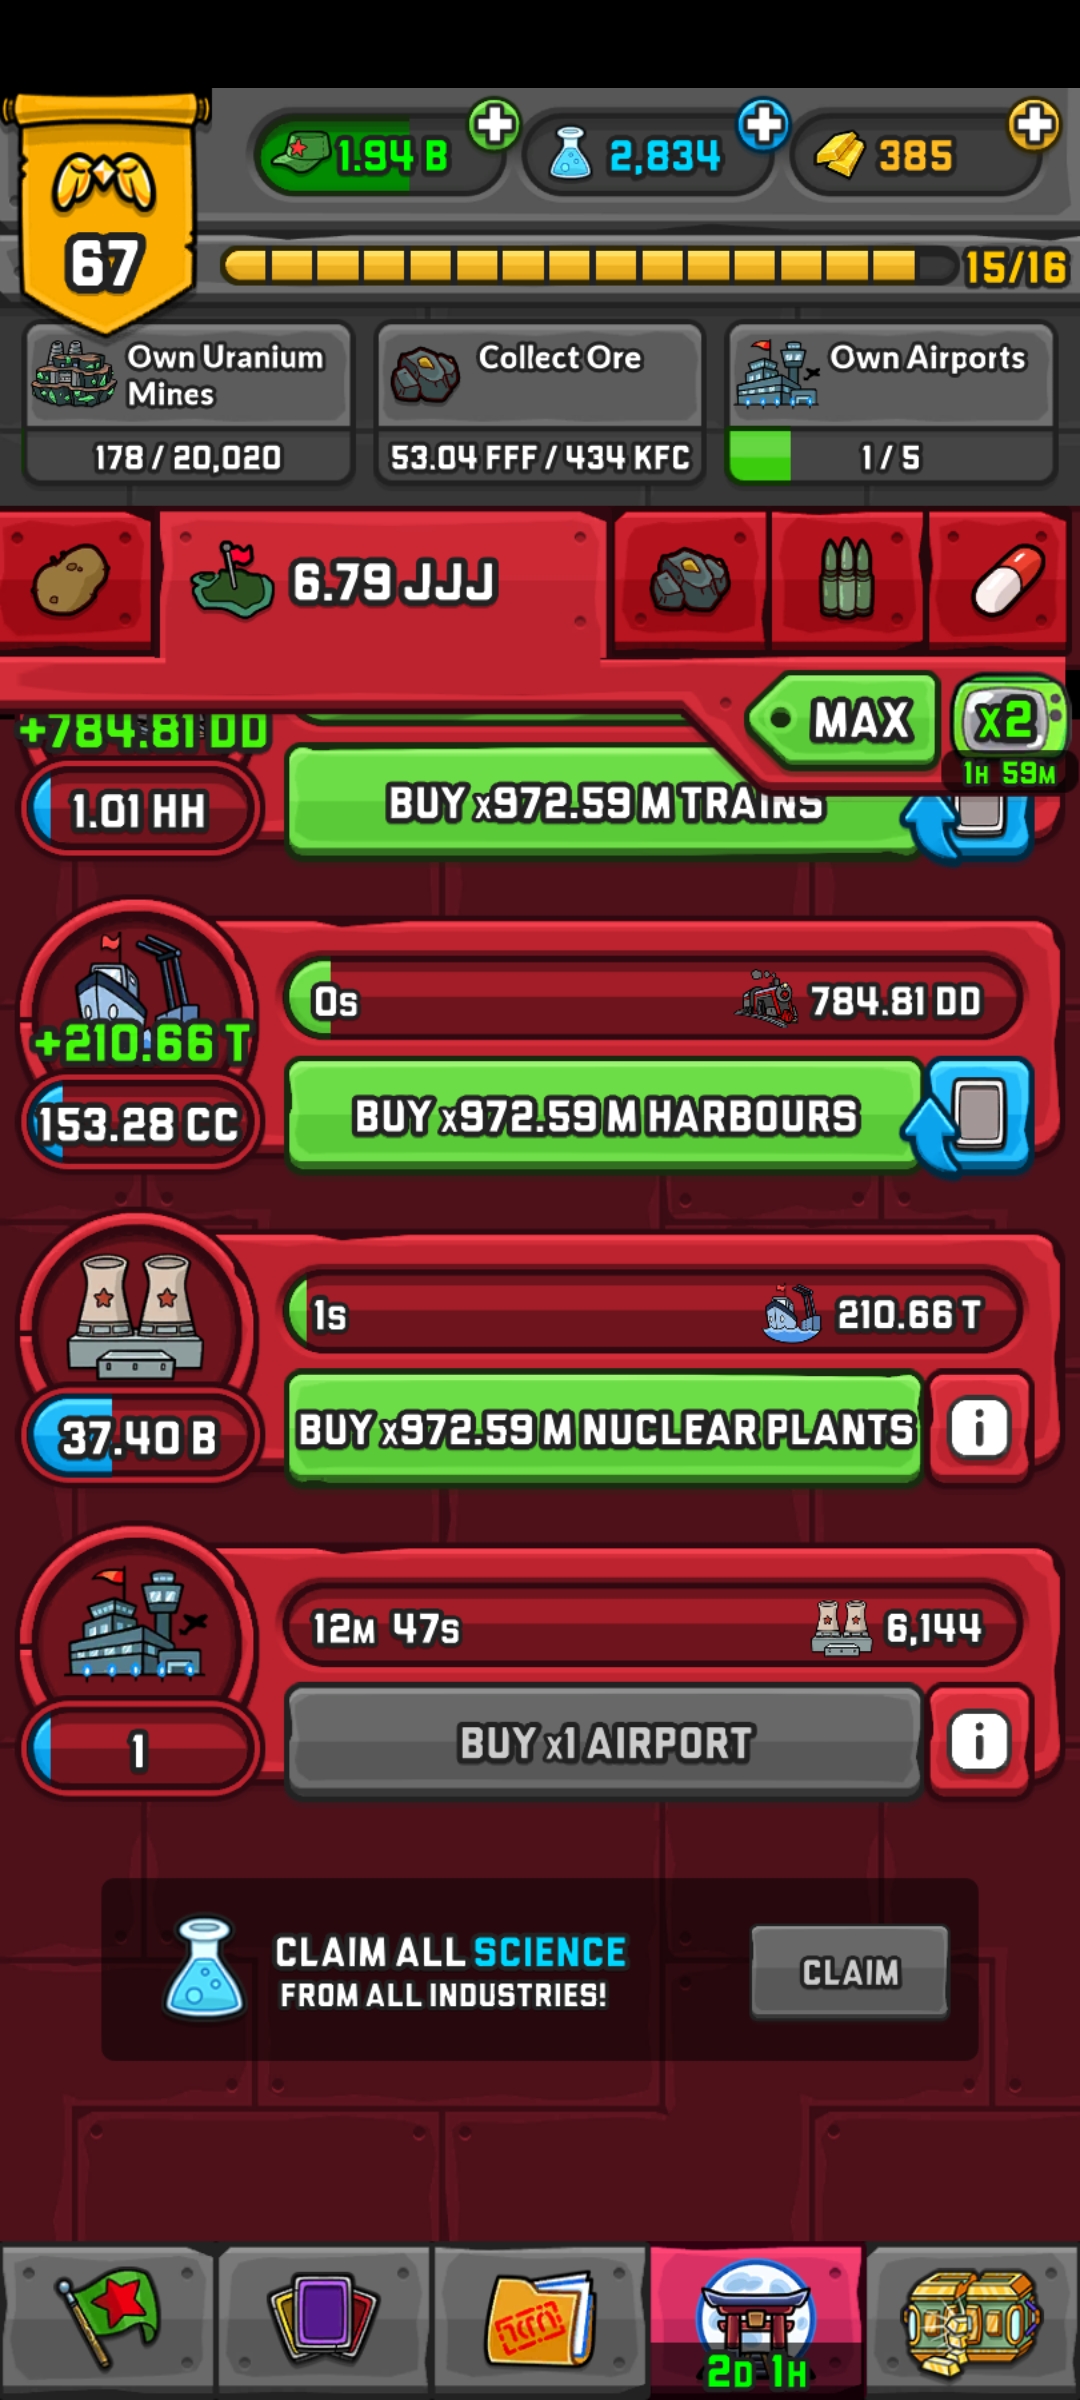 1.94 B
2,834
385
67
15/16
Own Uranium
Mines
178 / 20,020
Collect Ore
53.04 FFF / 434 KFC
Own Airports
1 / 5
6.79 JJJ
MAX
x2
1H 59M
+784.81 DD
1.01 HH
BUY x972.59 M TRAINS
+210.66 T
153.28 CC
0s
784.81 DD
BUY x972.59 M HARBOURS
37.40 B
1s
210.66 T
BUY x972.59 M NUCLEAR PLANTS
i
1
12M 47s
6,144
BUY x1 AIRPORT
i
CLAIM ALL SCIENCE
FROM ALL INDUSTRIES!
CLAIM
2D 1H